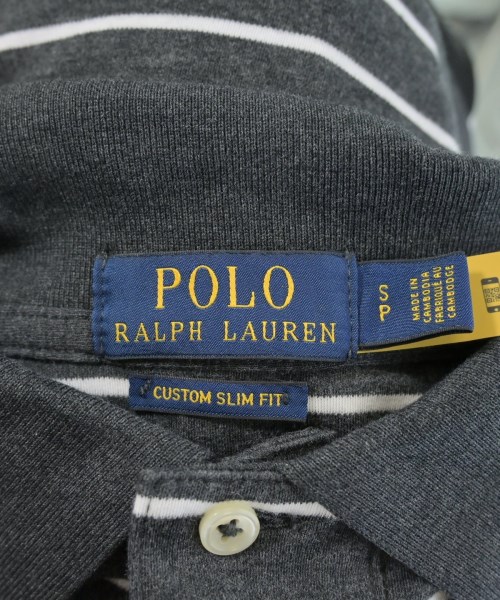 POLO
RALPH LAUREN
S
P
MADE IN
CAMBODIA
FABRIQUÉ AU
CAMBODGE
CUSTOM SLIM FIT